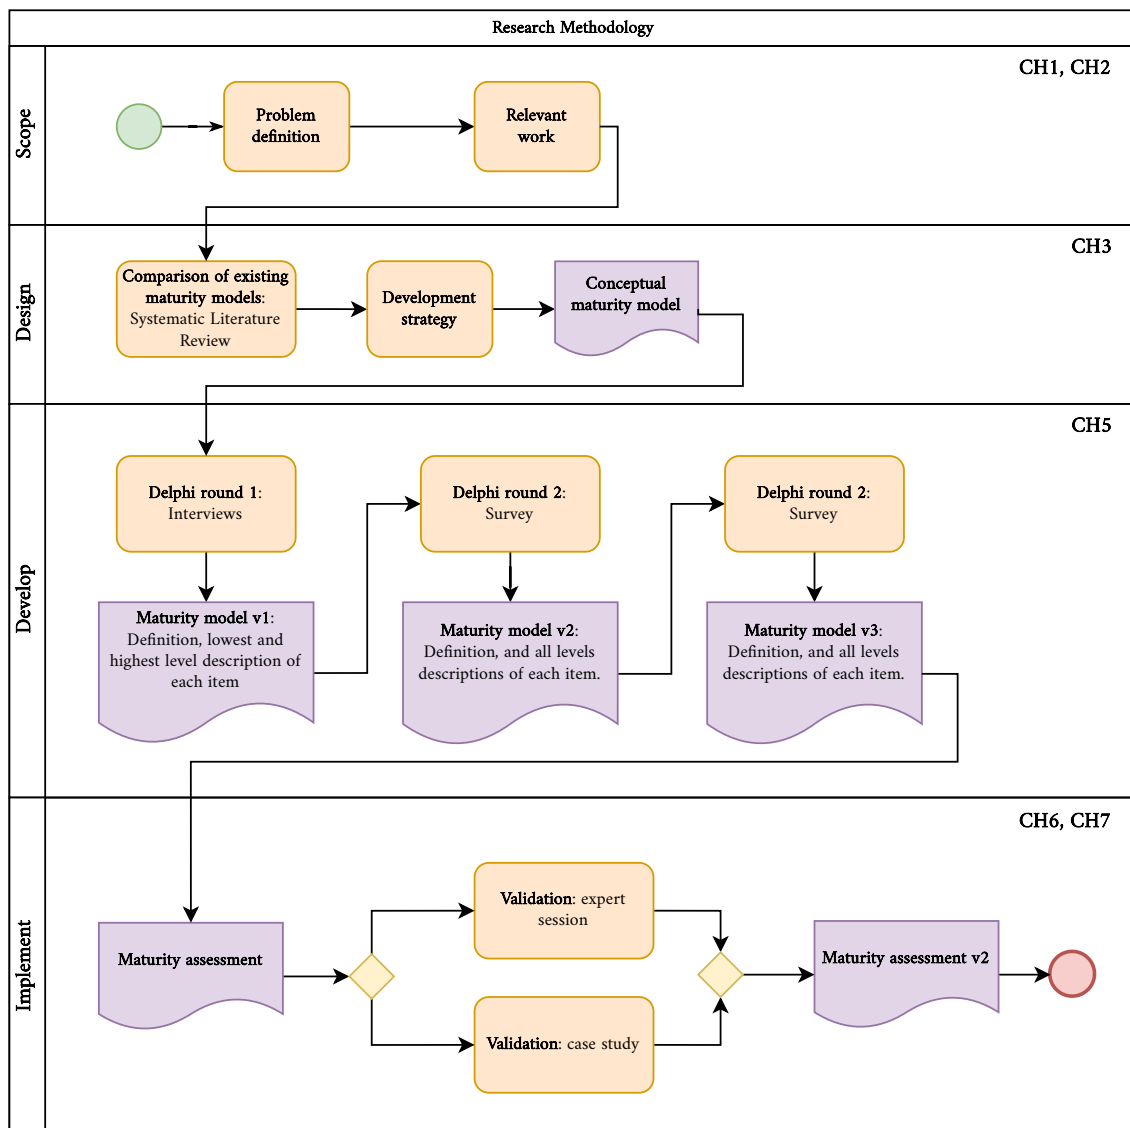 Research Methodology
Scope
CH1, CH2
Problem
definition
Relevant
work
Design
CH3
Comparison of existing
maturity models:
Systematic Literature
Review
Development
strategy
Conceptual
maturity model
Develop
CH5
Delphi round 1:
Interviews
Delphi round 2:
Survey
Delphi round 2:
Survey
Maturity model v1:
Definition, lowest and
highest level description of
each item
Maturity model v2:
Definition, and all levels
descriptions of each item.
Maturity model v3:
Definition, and all levels
descriptions of each item.
Implement
CH6, CH7
Maturity assessment
Validation: expert
session
Validation: case study
Maturity assessment v2